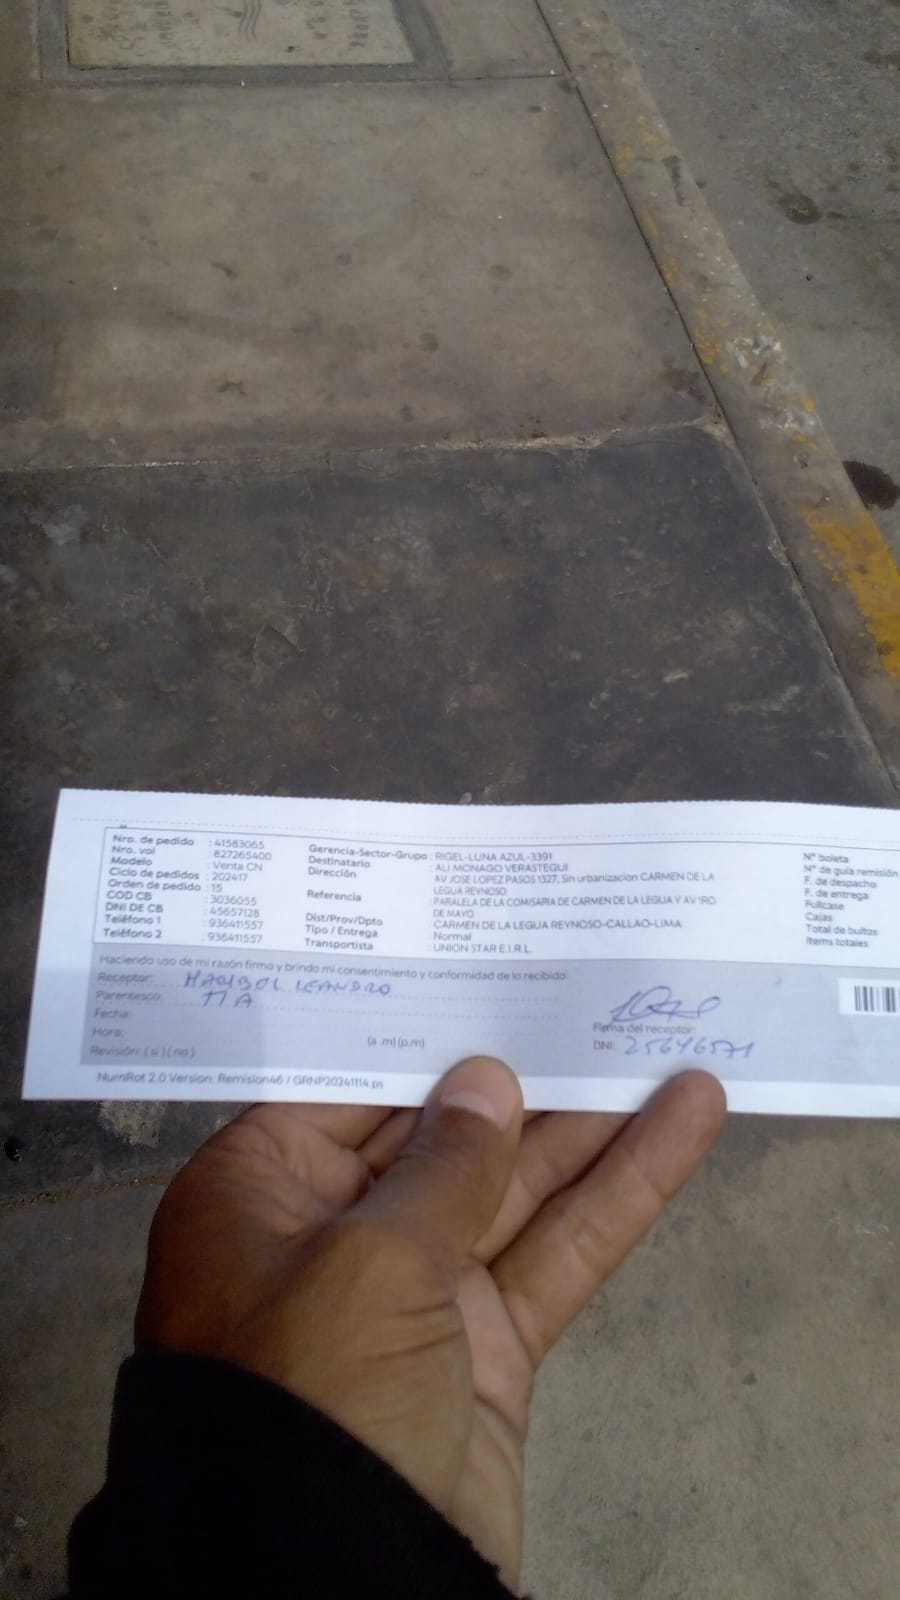 Nro. de pedido : 41583065
Nro. vol : 827265400
Modelo : Venta CN
Ciclo de pedidos : 202417
Orden de pedido : 15
COD CB : 3036055
DNI DE CB : 45657128
Teléfono 1 : 936411557
Teléfono 2 : 936411557
Gerencia-Sector-Grupo : RIGEL-LUNA AZUL-3391
Destinatario : ALI MONAGO VERASTEGUI
Dirección : AV JOSE LOPEZ PASOS 1327, Sin urbanizacion CARMEN DE LA
LEGUA REYNOSO
Referencia : PARALELA DE LA COMISARIA DE CARMEN DE LA LEGUA Y AV 1RO
DE MAYO
Dist/Prov/Dpto : CARMEN DE LA LEGUA REYNOSO-CALLAO-LIMA
Tipo / Entrega : Normal
Transportista : UNION STAR E.I.R.L.
N° boleta
N° de guia remisión
F. de despacho
F. de entrega
Fullcase
Cajas
Total de bultos
Items totales
Haciendo uso de mi razón firmo y brindo mi consentimiento y conformidad de lo recibido:
Receptor: MARIBOL LEANDRO
Parentesco: TIA
Fecha:
Hora: (a .m) (p.m)
Revisión: ( si ) ( no )
Firma del receptor:
DNI: 25646571
NumRot 2.0 Version: Remision46 / GRNP20241114.ps